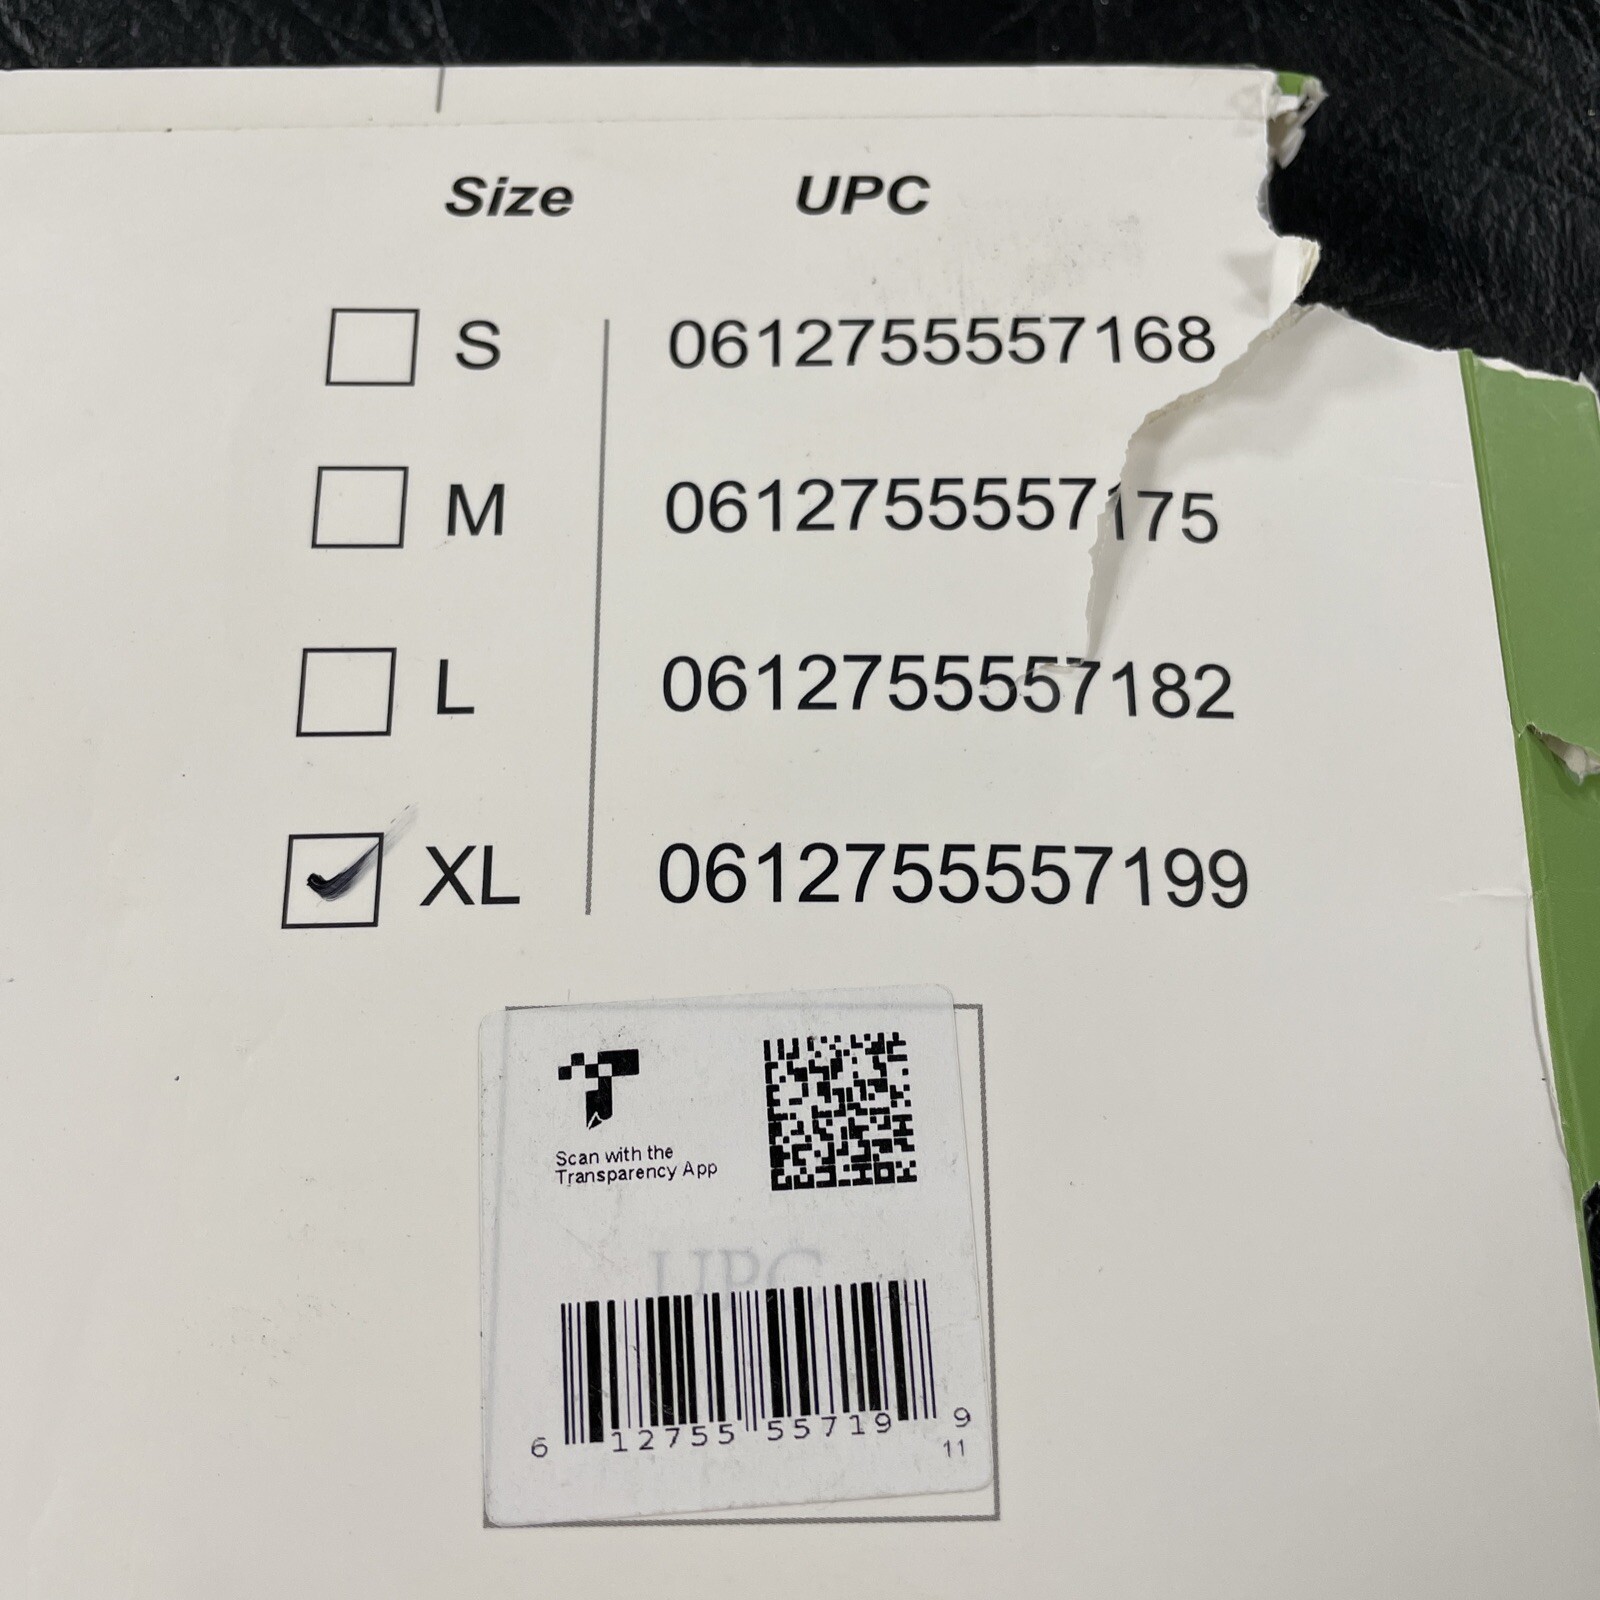 Size UPC
S 0612755557168
M 0612755557175
L 0612755557182
XL 0612755557199
Scan with the
Transparency App
UPC
6 12755 55719 9
11